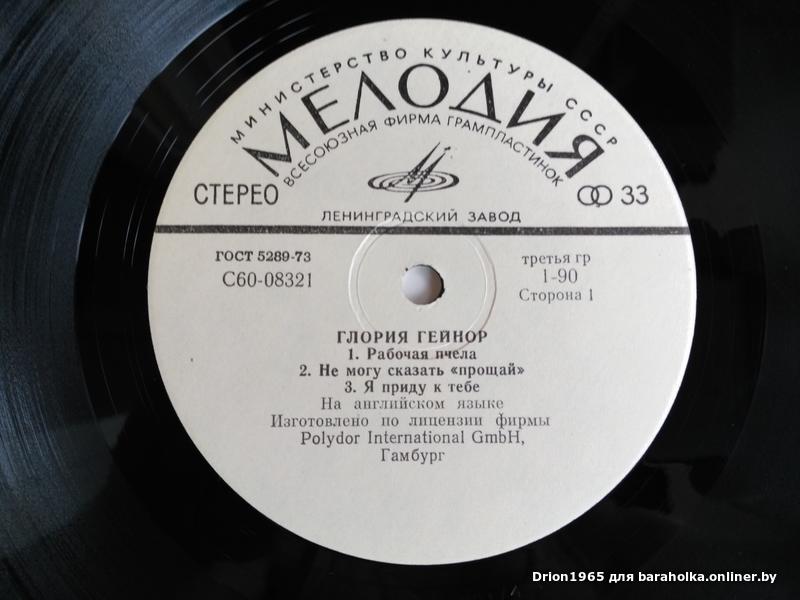 МИНИСТЕРСТВО КУЛЬТУРЫ СССР
МЕЛОДИЯ
ВСЕСОЮЗНАЯ ФИРМА ГРАМПЛАСТИНОК
СТЕРЕО
33
ЛЕНИНГРАДСКИЙ ЗАВОД
ГОСТ 5289-73
С60-08321
третья гр
1-90
Сторона 1
ГЛОРИЯ ГЕЙНОР
1. Рабочая пчела
2. Не могу сказать «прощай»
3. Я приду к тебе
На английском языке
Изготовлено по лицензии фирмы
Polydor International GmbH,
Гамбург
Drion1965 для baraholka.onliner.by